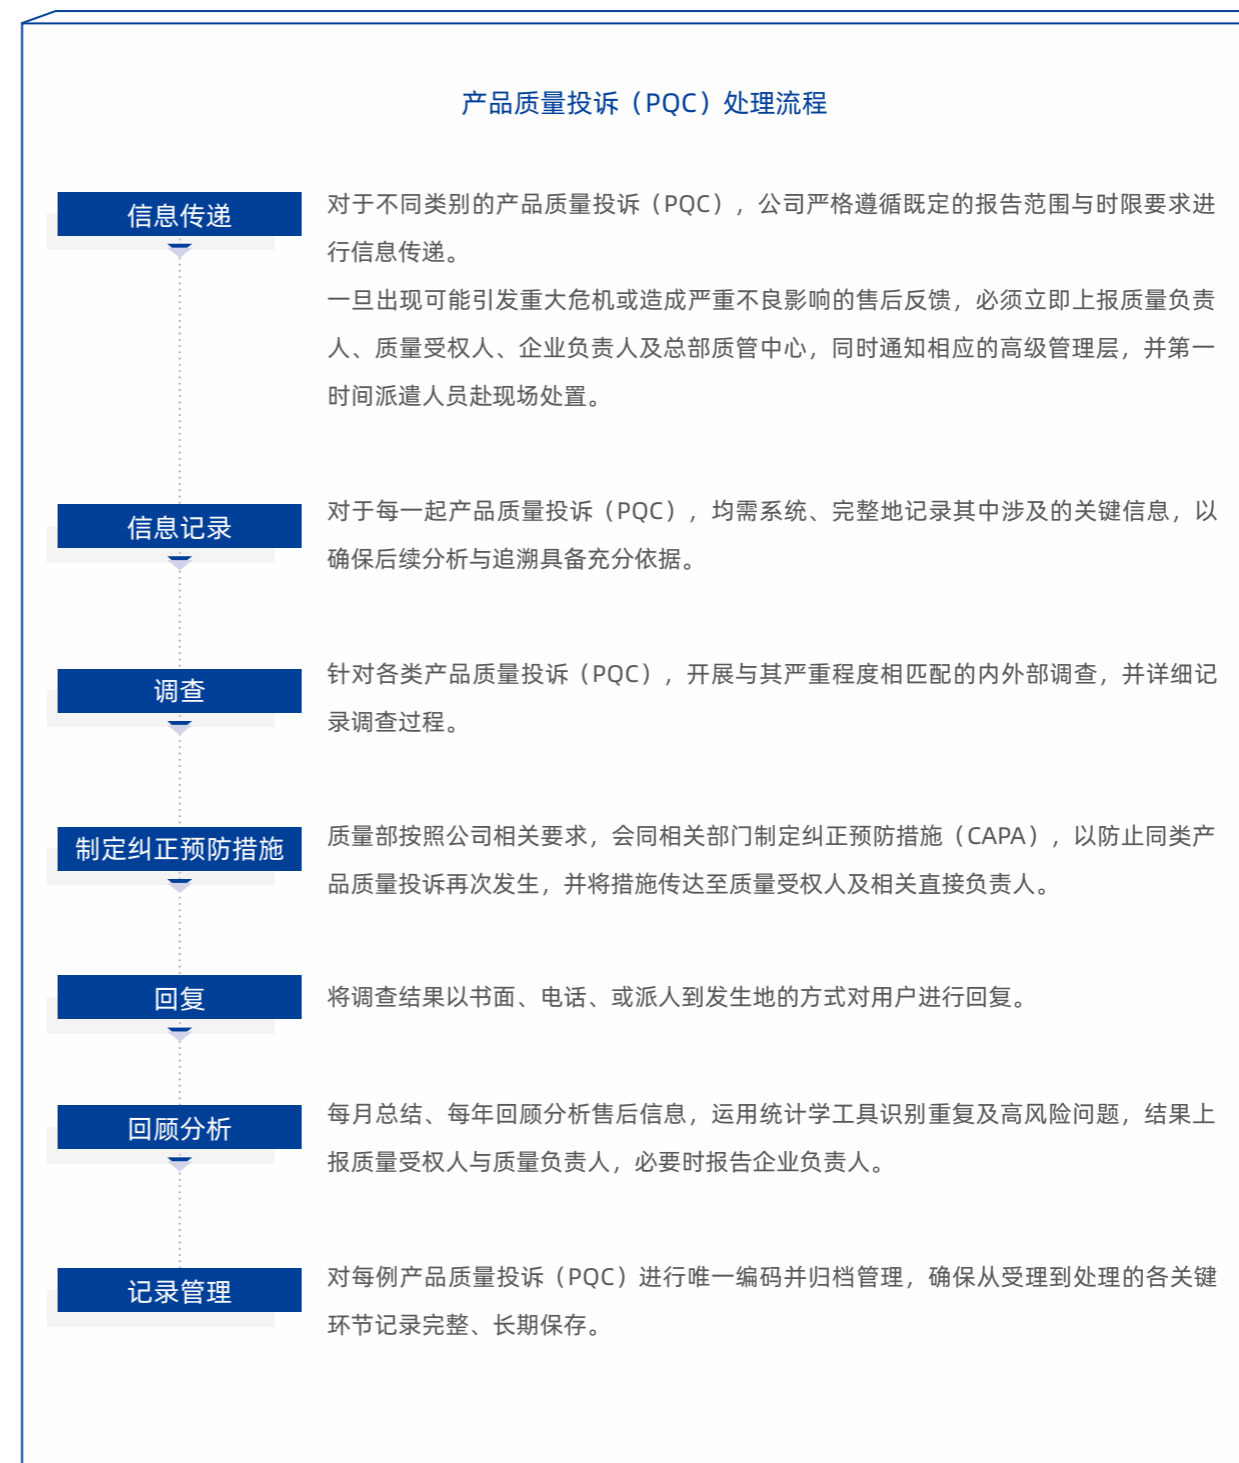 产品质量投诉（PQC）处理流程
信息传递
对于不同类别的产品质量投诉（PQC），公司严格遵循既定的报告范围与时限要求进
行信息传递。
一旦出现可能引发重大危机或造成严重不良影响的售后反馈，必须立即上报质量负责
人、质量受权人、企业负责人及总部质管中心，同时通知相应的高级管理层，并第一
时间派遣人员赴现场处置。
信息记录
对于每一起产品质量投诉（PQC），均需系统、完整地记录其中涉及的关键信息，以
确保后续分析与追溯具备充分依据。
调查
针对各类产品质量投诉（PQC），开展与其严重程度相匹配的内外部调查，并详细记
录调查过程。
制定纠正预防措施
质量部按照公司相关要求，会同相关部门制定纠正预防措施（CAPA），以防止同类产
品质量投诉再次发生，并将措施传达至质量受权人及相关直接负责人。
回复
将调查结果以书面、电话、或派人到发生地的方式对用户进行回复。
回顾分析
每月总结、每年回顾分析售后信息，运用统计学工具识别重复及高风险问题，结果上
报质量受权人与质量负责人，必要时报告企业负责人。
记录管理
对每例产品质量投诉（PQC）进行唯一编码并归档管理，确保从受理到处理的各关键
环节记录完整、长期保存。